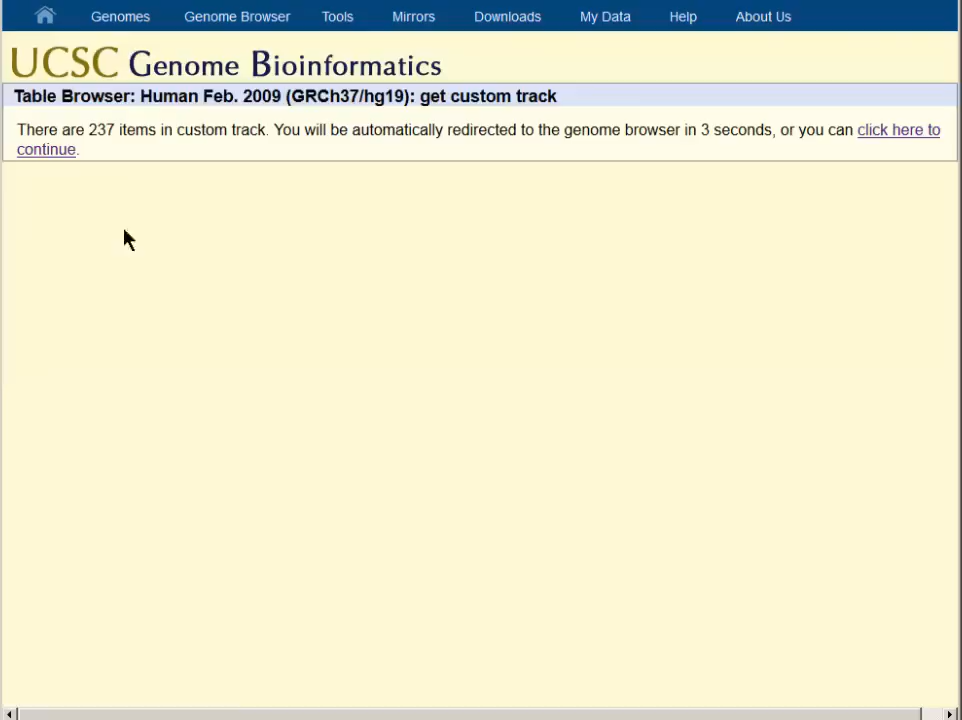 Genomes Genome Browser Tools Mirrors Downloads My Data Help About Us
UCSC Genome Bioinformatics
Table Browser: Human Feb. 2009 (GRCh37/hg19): get custom track
There are 237 items in custom track. You will be automatically redirected to the genome browser in 3 seconds, or you can click here to
continue.